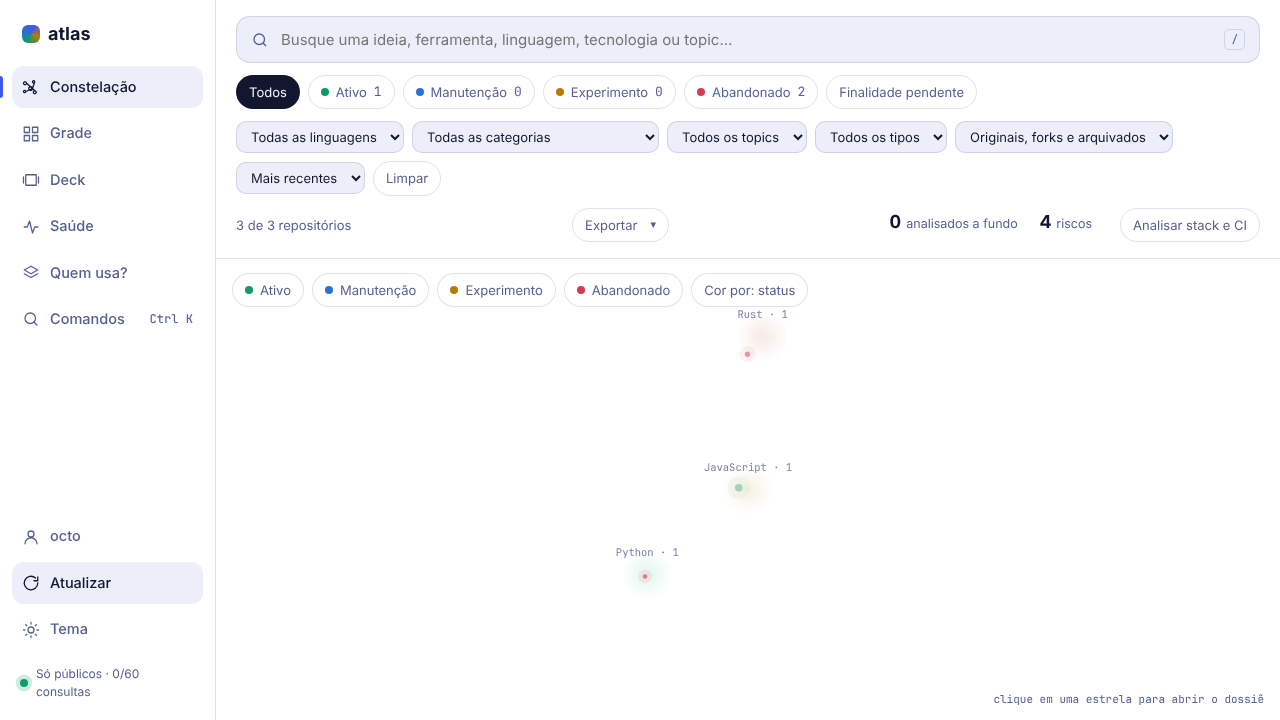 atlas
Constelação
Grade
Deck
Saúde
Quem usa?
Comandos Ctrl K
octo
Atualizar
Tema
Só públicos · 0/60
consultas
Busque uma ideia, ferramenta, linguagem, tecnologia ou topic... /
Todos Ativo 1 Manutenção 0 Experimento 0 Abandonado 2 Finalidade pendente
Todas as linguagens Todas as categorias Todos os topics Todos os tipos Originais, forks e arquivados
Mais recentes Limpar
3 de 3 repositórios Exportar ▾ 0 analisados a fundo 4 riscos Analisar stack e CI
Ativo Manutenção Experimento Abandonado Cor por: status
Rust · 1
JavaScript · 1
Python · 1
clique em uma estrela para abrir o dossiê